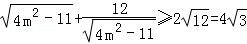 √(4m²-11) + 12/√(4m²-11) ⩾ 2√12 = 4√3